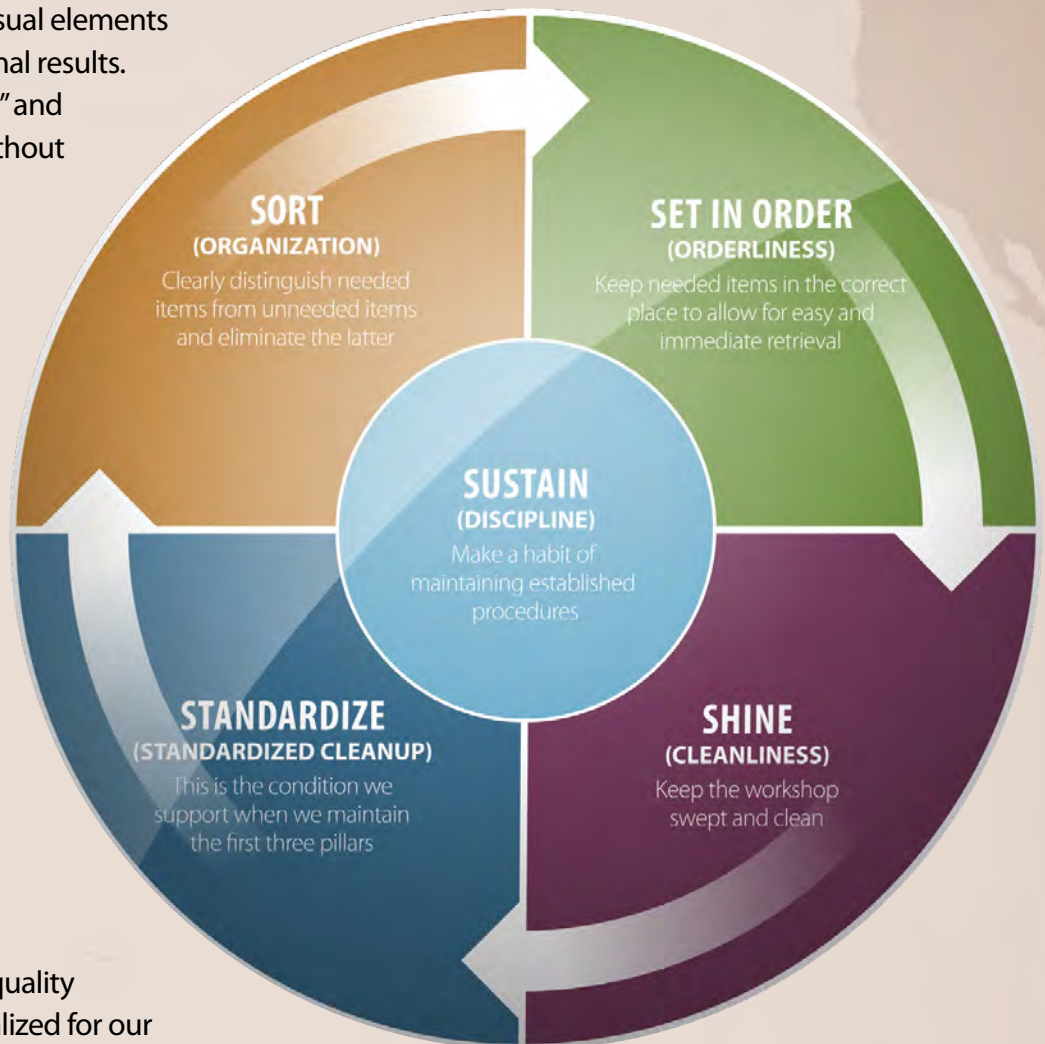 sual elements
nal results.
” and
thout
SORT
(ORGANIZATION)
Clearly distinguish needed
items from unneeded items
and eliminate the latter
SET IN ORDER
(ORDERLINESS)
Keep needed items in the correct
place to allow for easy and
immediate retrieval
SUSTAIN
(DISCIPLINE)
Make a habit of
maintaining established
procedures
STANDARDIZE
(STANDARDIZED CLEANUP)
This is the condition we
support when we maintain
the first three pillars
SHINE
(CLEANLINESS)
Keep the workshop
swept and clean
quality
lized for our